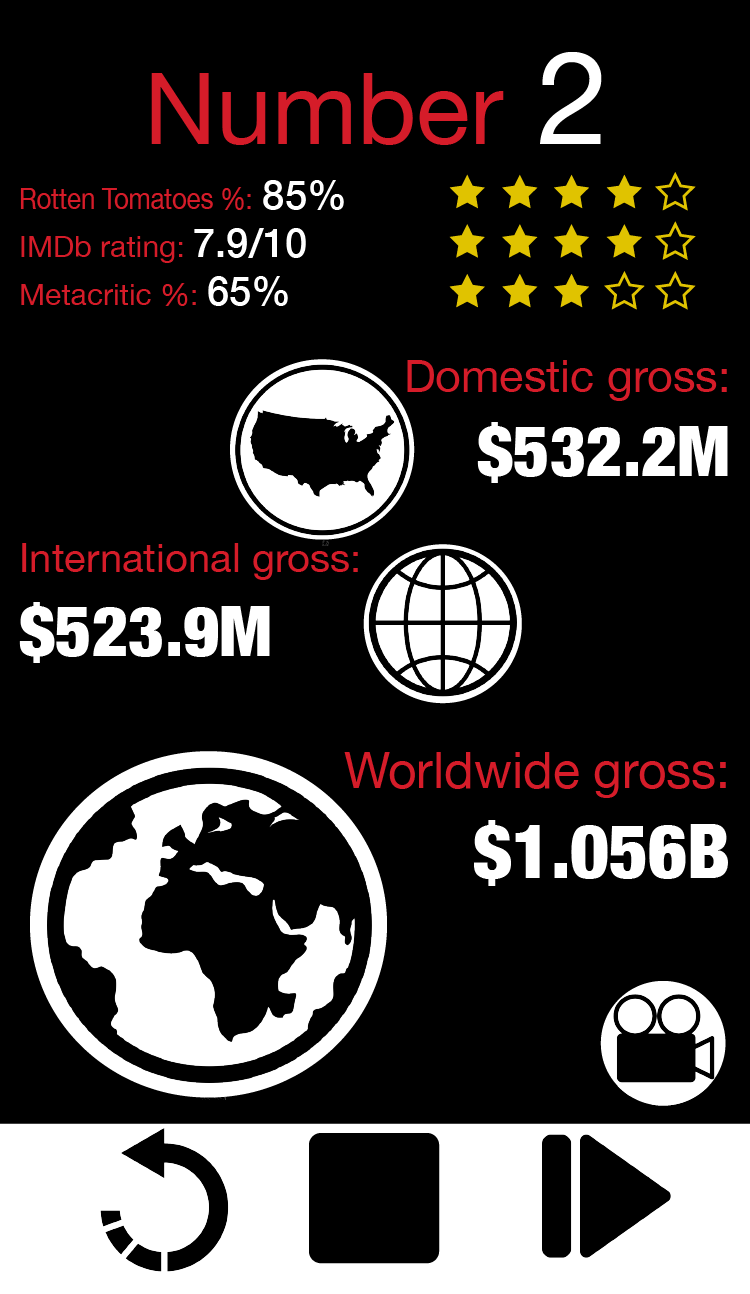 Number 2
Rotten Tomatoes %: 85%
IMDb rating: 7.9/10
Metacritic %: 65%
Domestic gross:
$532.2M
International gross:
$523.9M
Worldwide gross:
$1.056B